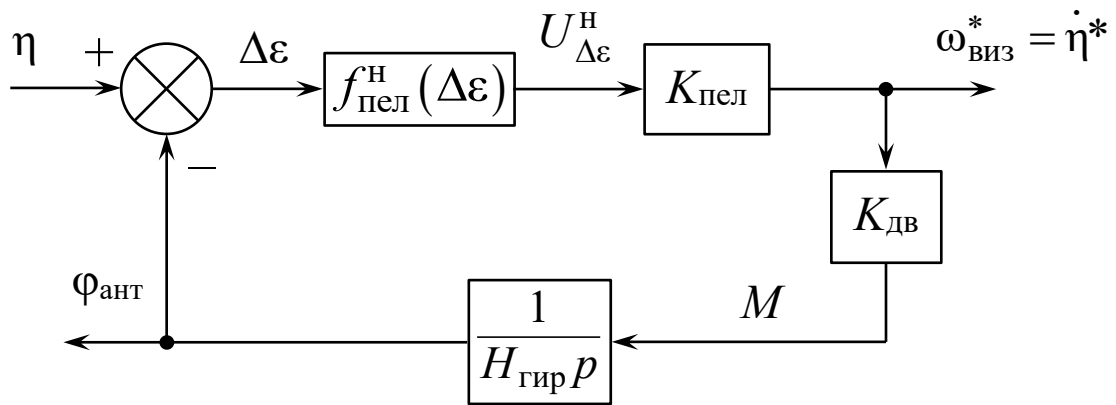 η + Δε f^н_пел (Δε) U^н_Δε K_пел ω*_виз = η̇*
−
K_дв
φ_ант 1/(H_гир p) M